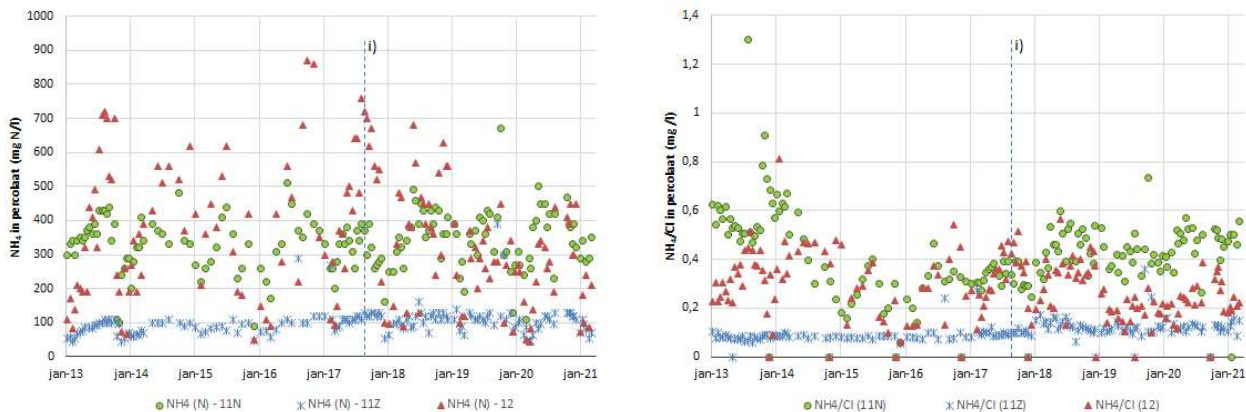 NH4 in percolaat (mg N/l)
1000
900
800
700
600
500
400
300
200
100
0
i)
jan-13 jan-14 jan-15 jan-16 jan-17 jan-18 jan-19 jan-20 jan-21
NH4 (N) - 11N NH4 (N) - 11Z NH4 (N) - 12
NH4/Cl in percolaat (mg /l)
1,4
1,2
1
0,8
0,6
0,4
0,2
0
i)
jan-13 jan-14 jan-15 jan-16 jan-17 jan-18 jan-19 jan-20 jan-21
NH4/Cl (11N) NH4/Cl (11Z) NH4/Cl (12)